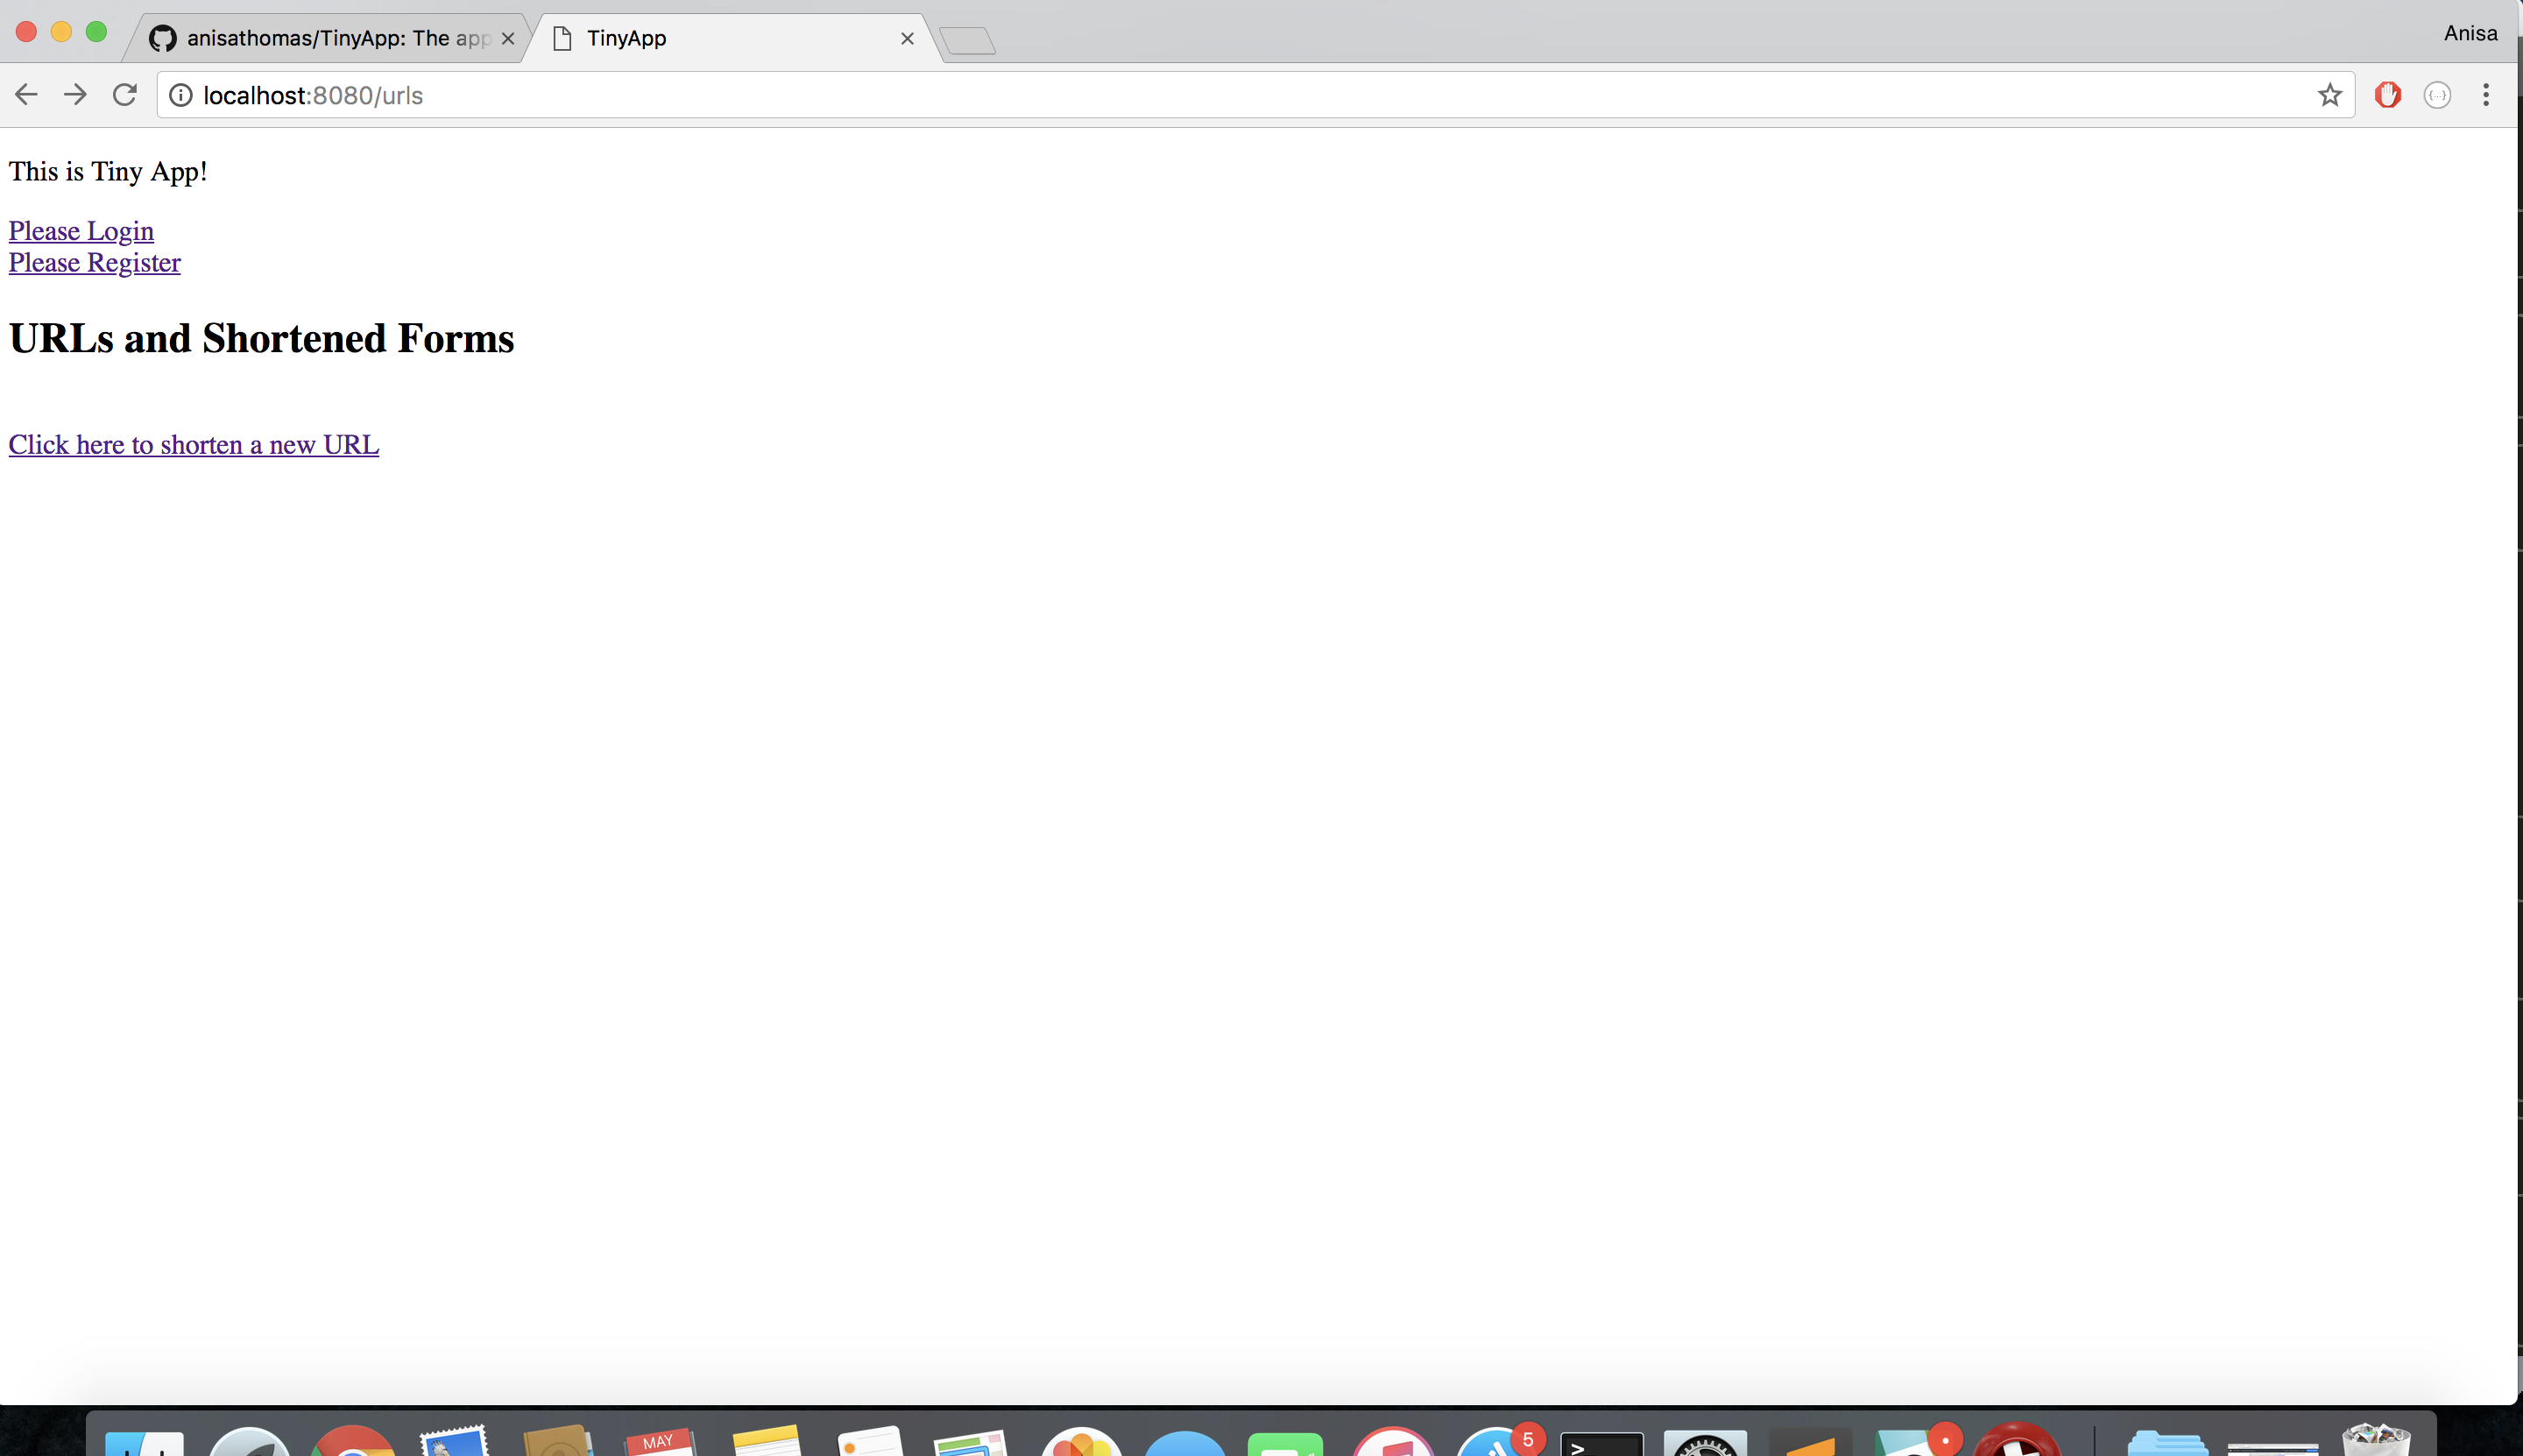 anisathomas/TinyApp: The app
TinyApp
Anisa
localhost:8080/urls
This is Tiny App!
Please Login
Please Register
URLs and Shortened Forms
Click here to shorten a new URL
MAY
5